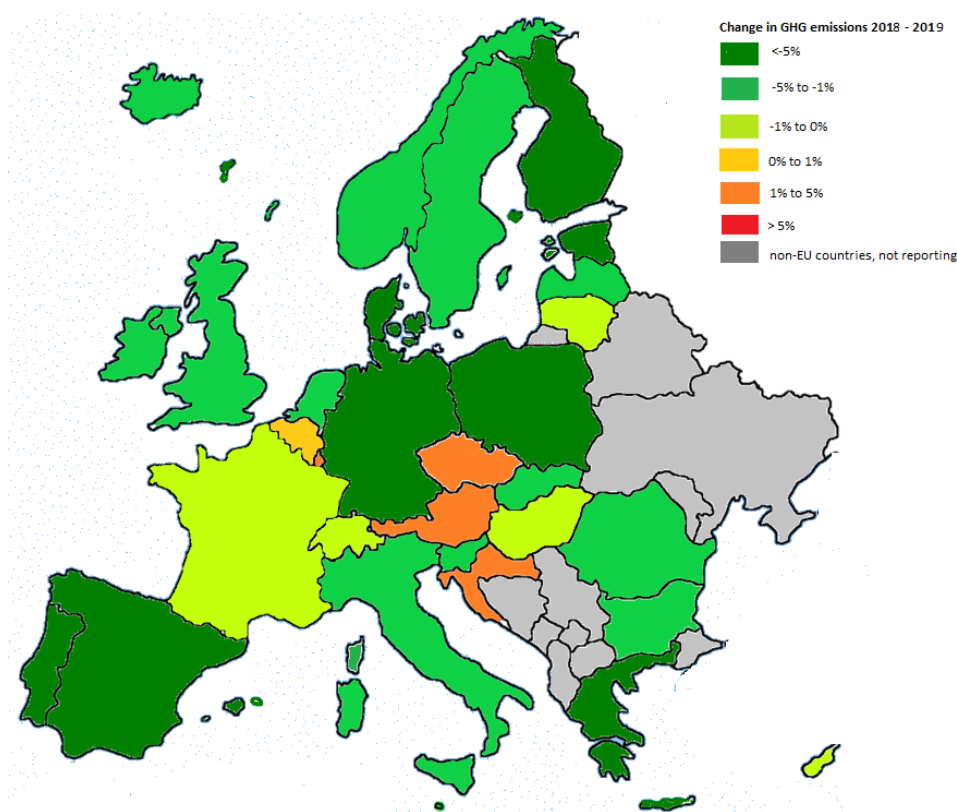 Change in GHG emissions 2018 - 2019
<-5%
-5% to -1%
-1% to 0%
0% to 1%
1% to 5%
> 5%
non-EU countries, not reporting